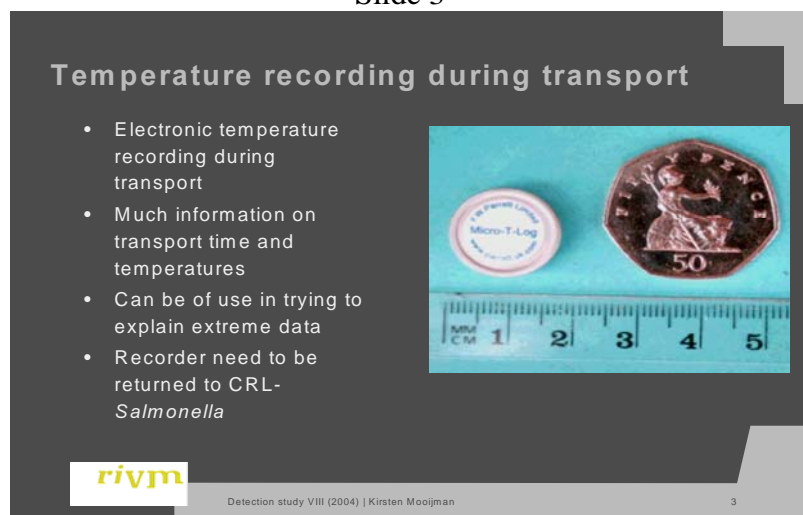 Temperature recording during transport
• Electronic temperature
recording during
transport
• Much information on
transport time and
temperatures
• Can be of use in trying to
explain extreme data
• Recorder need to be
returned to CRL-
Salmonella
Micro-T-Log
FIFTY PENCE
50
MM
CM 1 2 3 4 5
rivm
Detection study VIII (2004) | Kirsten Mooijman 3